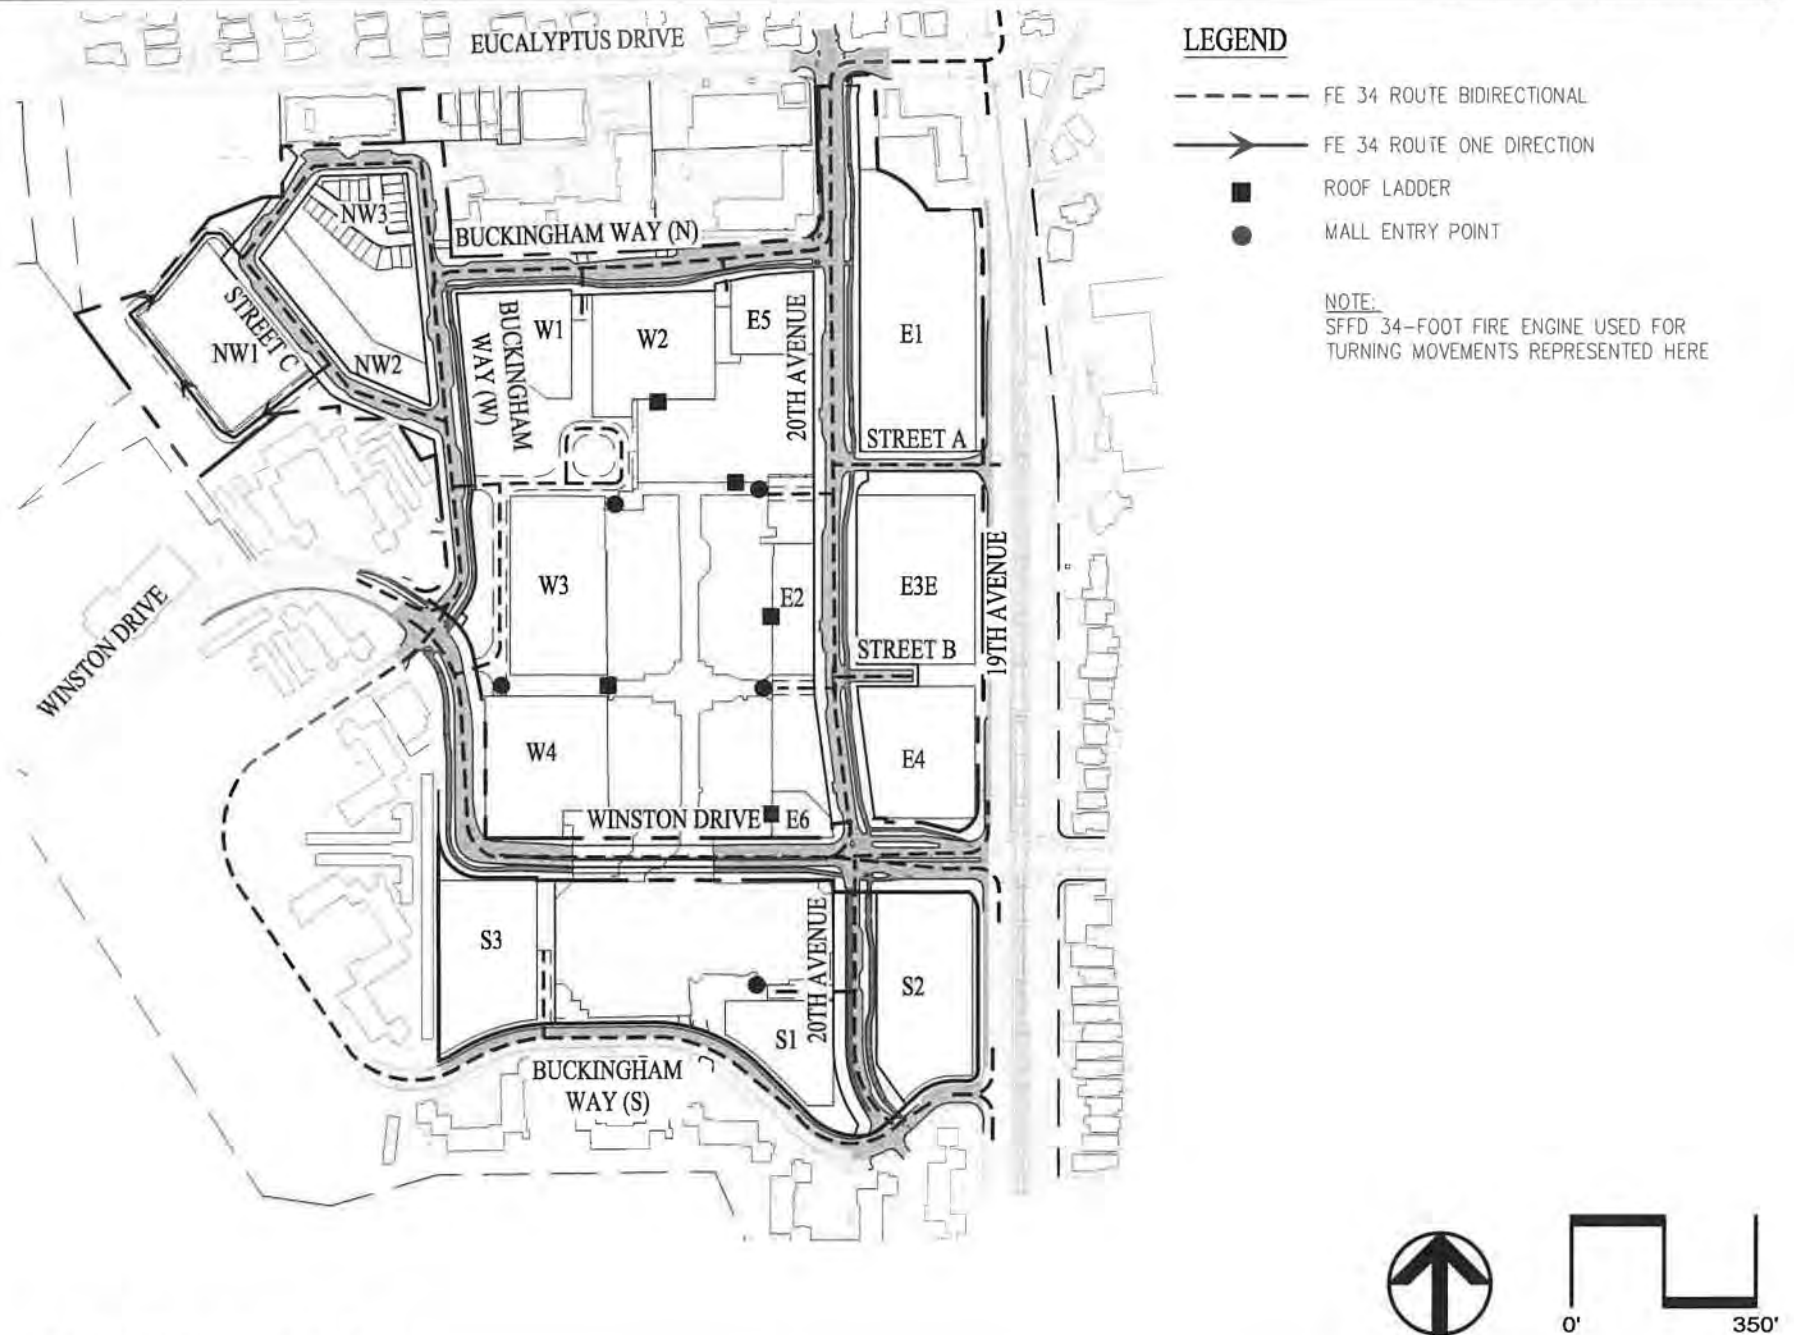 EUCALYPTUS DRIVE
LEGEND
FE 34 ROUTE BIDIRECTIONAL
FE 34 ROUTE ONE DIRECTION
ROOF LADDER
MALL ENTRY POINT
NOTE:
SFFD 34-FOOT FIRE ENGINE USED FOR
TURNING MOVEMENTS REPRESENTED HERE
NW3
BUCKINGHAM WAY (N)
STREET C
NW1
NW2
BUCKINGHAM
WAY (W)
W1
W2
E5
20TH AVENUE
E1
STREET A
W3
E2
E3E
19TH AVENUE
STREET B
WINSTON DRIVE
W4
E4
WINSTON DRIVE
E6
S3
20TH AVENUE
S2
S1
BUCKINGHAM
WAY (S)
0'
350'